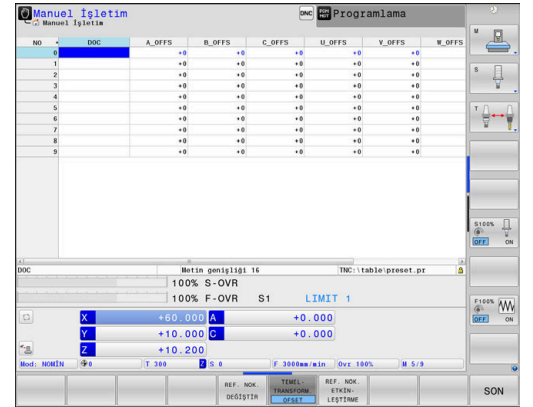 Manuel İşletim
Manuel İşletim
DNC
Programlama
NO DOC A_OFFS B_OFFS C_OFFS U_OFFS V_OFFS W_OFFS
0 +0 +0 +0 +0 +0
1 +0 +0 +0 +0 +0
2 +0 +0 +0 +0 +0
3 +0 +0 +0 +0 +0
4 +0 +0 +0 +0 +0
5 +0 +0 +0 +0 +0
6 +0 +0 +0 +0 +0
7 +0 +0 +0 +0 +0
8 +0 +0 +0 +0 +0
9 +0 +0 +0 +0 +0
M
S
T
S100%
OFF ON
F100%
OFF ON
DOC Metin genişliği 16 TNC:\table\preset.pr
100% S-OVR
100% F-OVR S1 LIMIT 1
X +60.000 A +0.000
Y +10.000 C +0.000
Z +10.200
Mod: NOMİN 0 T 300 Z S 0 F 3000mm/min Ovr 100% M 5/9
REF. NOK.
DEĞİŞTİR
TEMEL-
TRANSFORM.
OFSET
REF. NOK.
ETKİN-
LEŞTİRME
SON